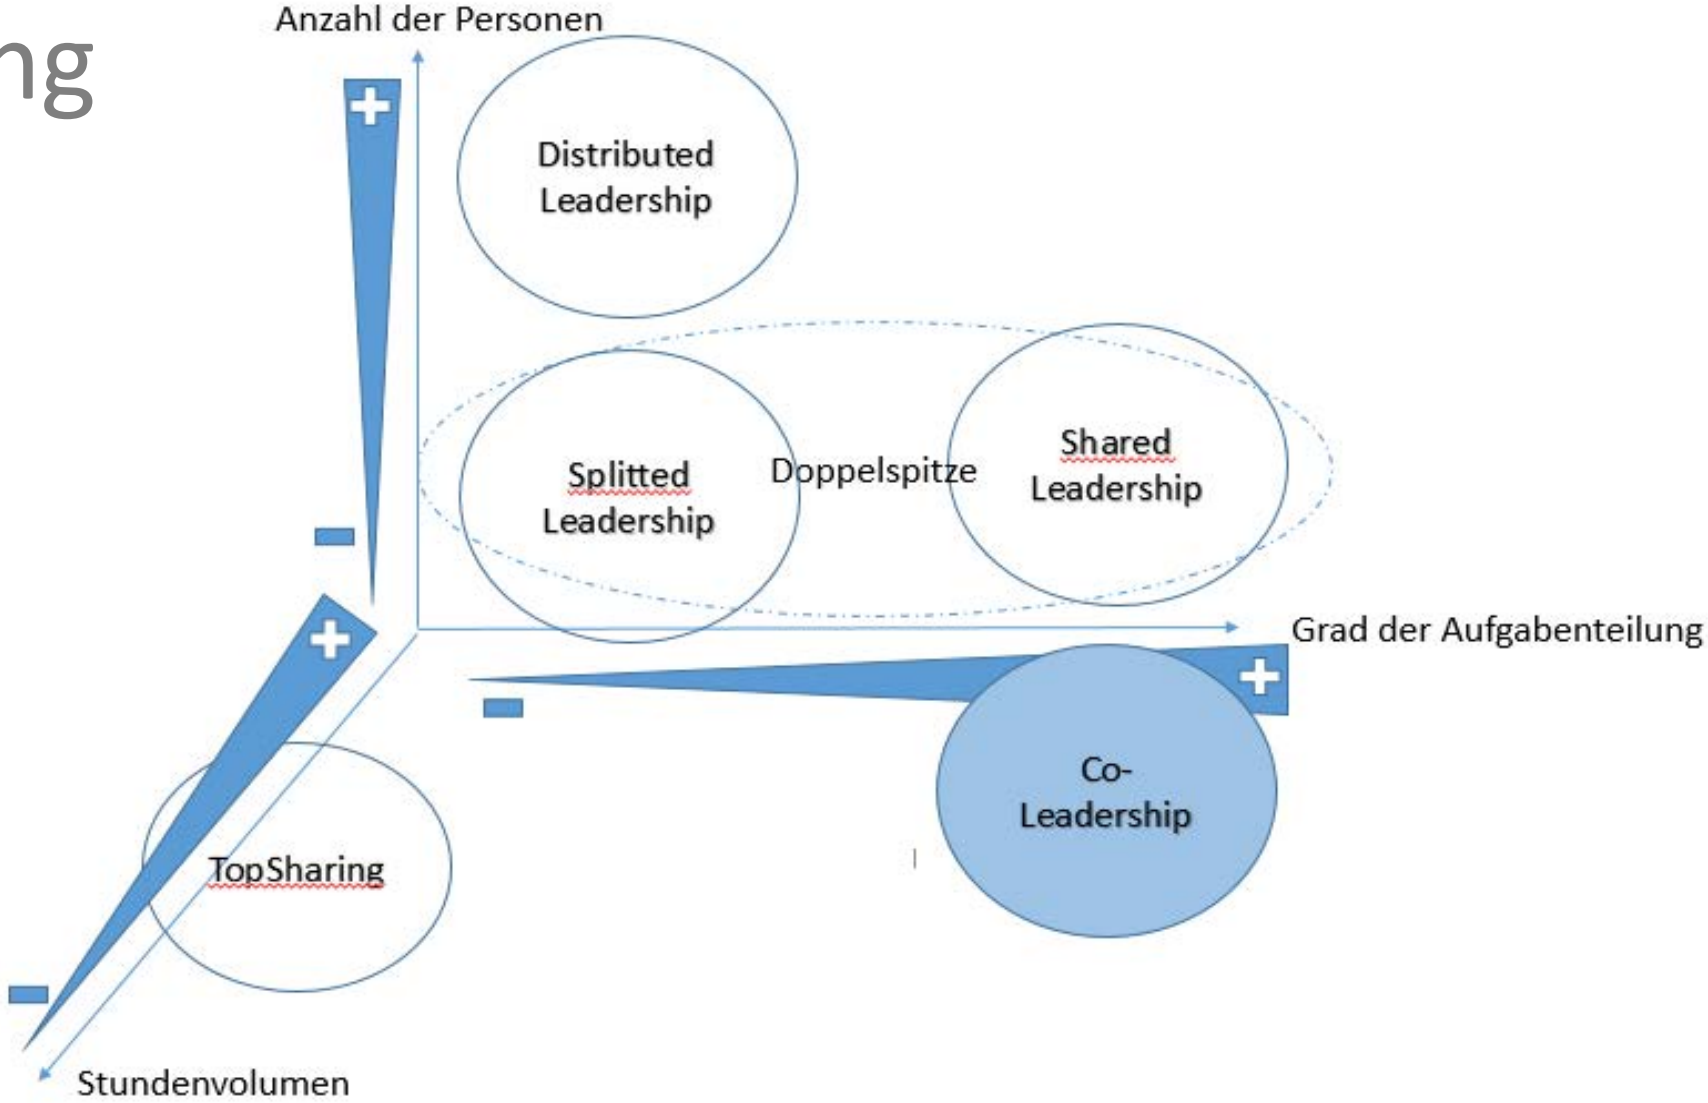 Anzahl der Personen
ng
Distributed
Leadership
Splitted
Leadership
Doppelspitze
Shared
Leadership
Grad der Aufgabenteilung
Co-
Leadership
TopSharing
Stundenvolumen